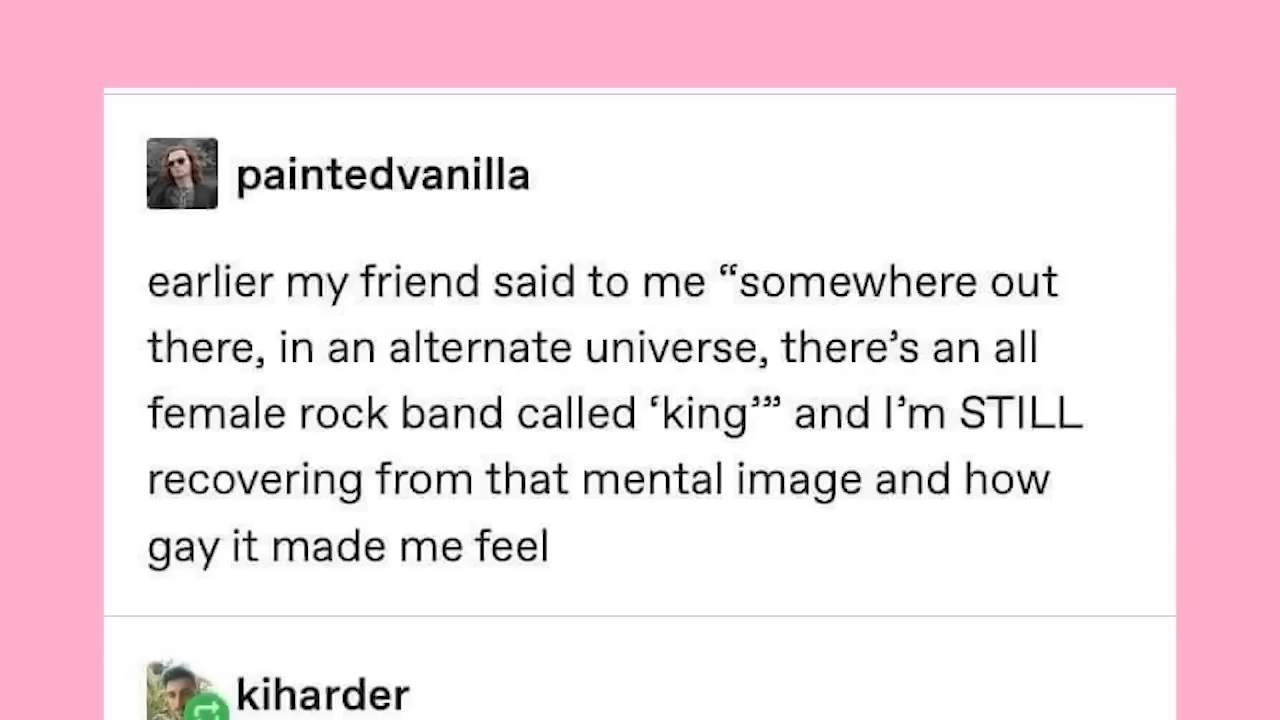 paintedvanilla
earlier my friend said to me “somewhere out
there, in an alternate universe, there’s an all
female rock band called ‘king’” and I’m STILL
recovering from that mental image and how
gay it made me feel
kiharder